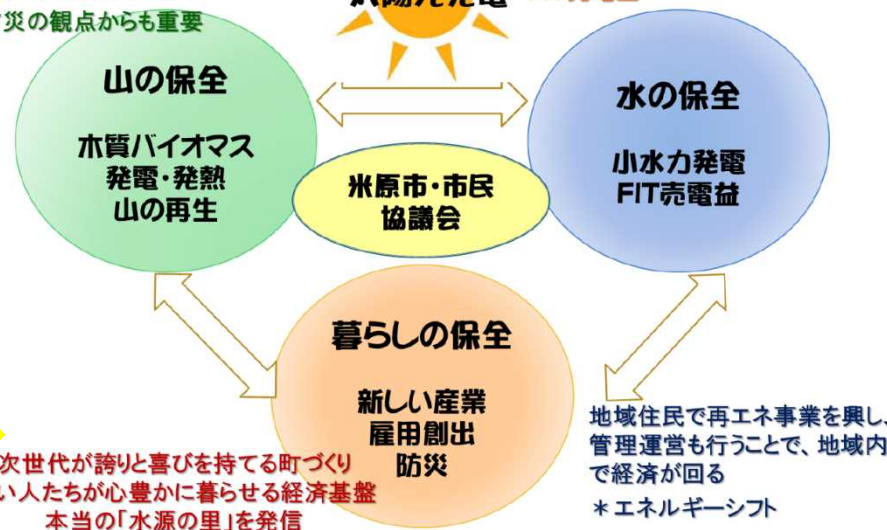 災の観点からも重要
山の保全
木質バイオマス
発電・発熱
山の再生
水の保全
小水力発電
FIT売電益
米原市・市民
協議会
暮らしの保全
新しい産業
雇用創出
防災
地域住民で再エネ事業を興し、
管理運営も行うことで、地域内
で経済が回る
＊エネルギーシフト
次世代が誇りと喜びを持てる町づくり
い人たちが心豊かに暮らせる経済基盤
本当の「水源の里」を発信